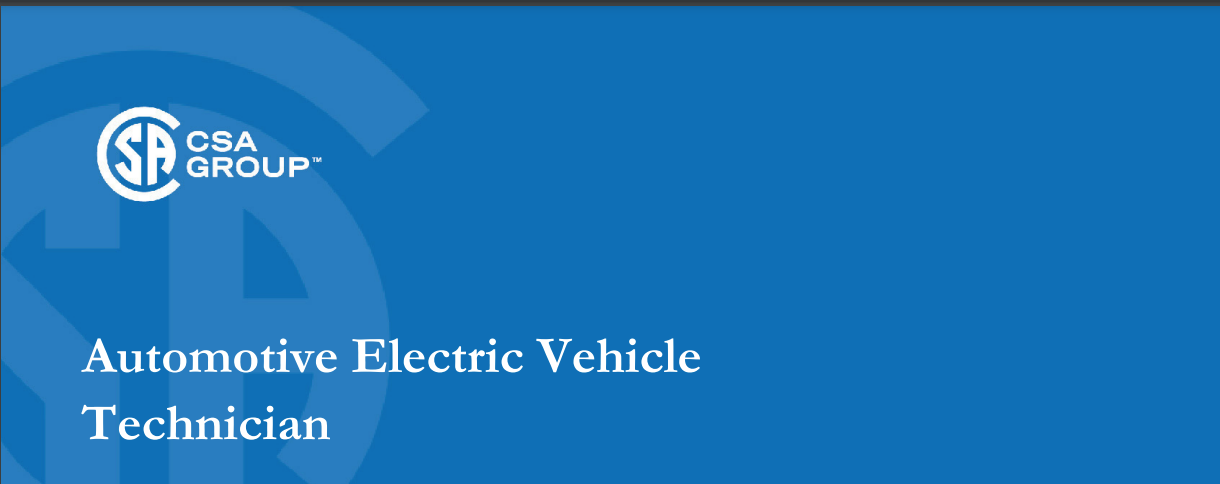 CSA
GROUP™
Automotive Electric Vehicle
Technician